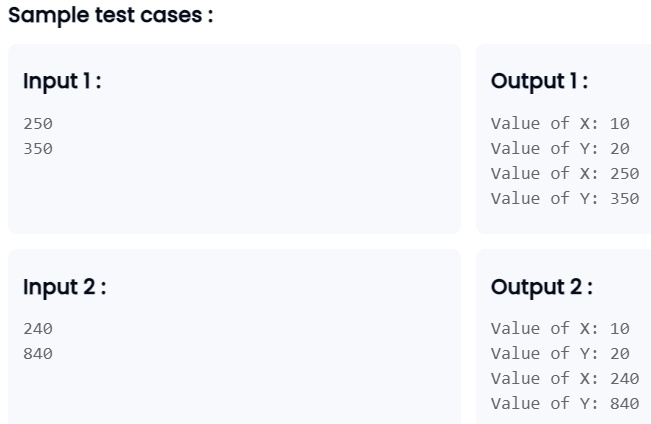 Sample test cases :
Input 1 :
250
350
Output 1 :
Value of X: 10
Value of Y: 20
Value of X: 250
Value of Y: 350
Input 2 :
240
840
Output 2 :
Value of X: 10
Value of Y: 20
Value of X: 240
Value of Y: 840